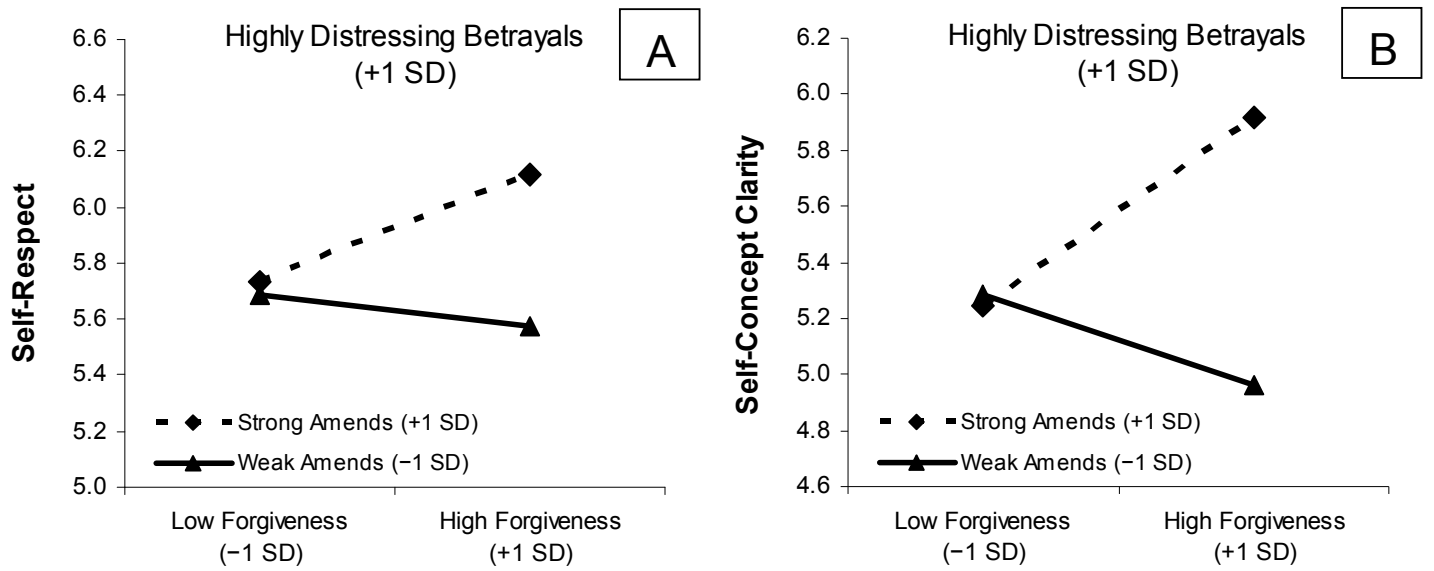 Highly Distressing Betrayals
(+1 SD)
A
Self-Respect
6.6
6.4
6.2
6.0
5.8
5.6
5.4
5.2
5.0
Strong Amends (+1 SD)
Weak Amends (−1 SD)
Low Forgiveness
(−1 SD)
High Forgiveness
(+1 SD)
Highly Distressing Betrayals
(+1 SD)
B
Self-Concept Clarity
6.2
6.0
5.8
5.6
5.4
5.2
5.0
4.8
4.6
Strong Amends (+1 SD)
Weak Amends (−1 SD)
Low Forgiveness
(−1 SD)
High Forgiveness
(+1 SD)